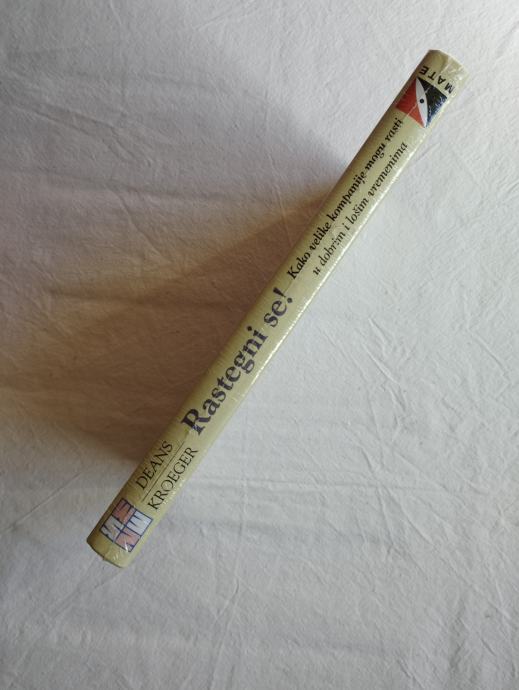 DEANS
KROEGER
Rastegni se!
Kako velike kompanije mogu rasti
u dobrim i lošim vremenima
MATE